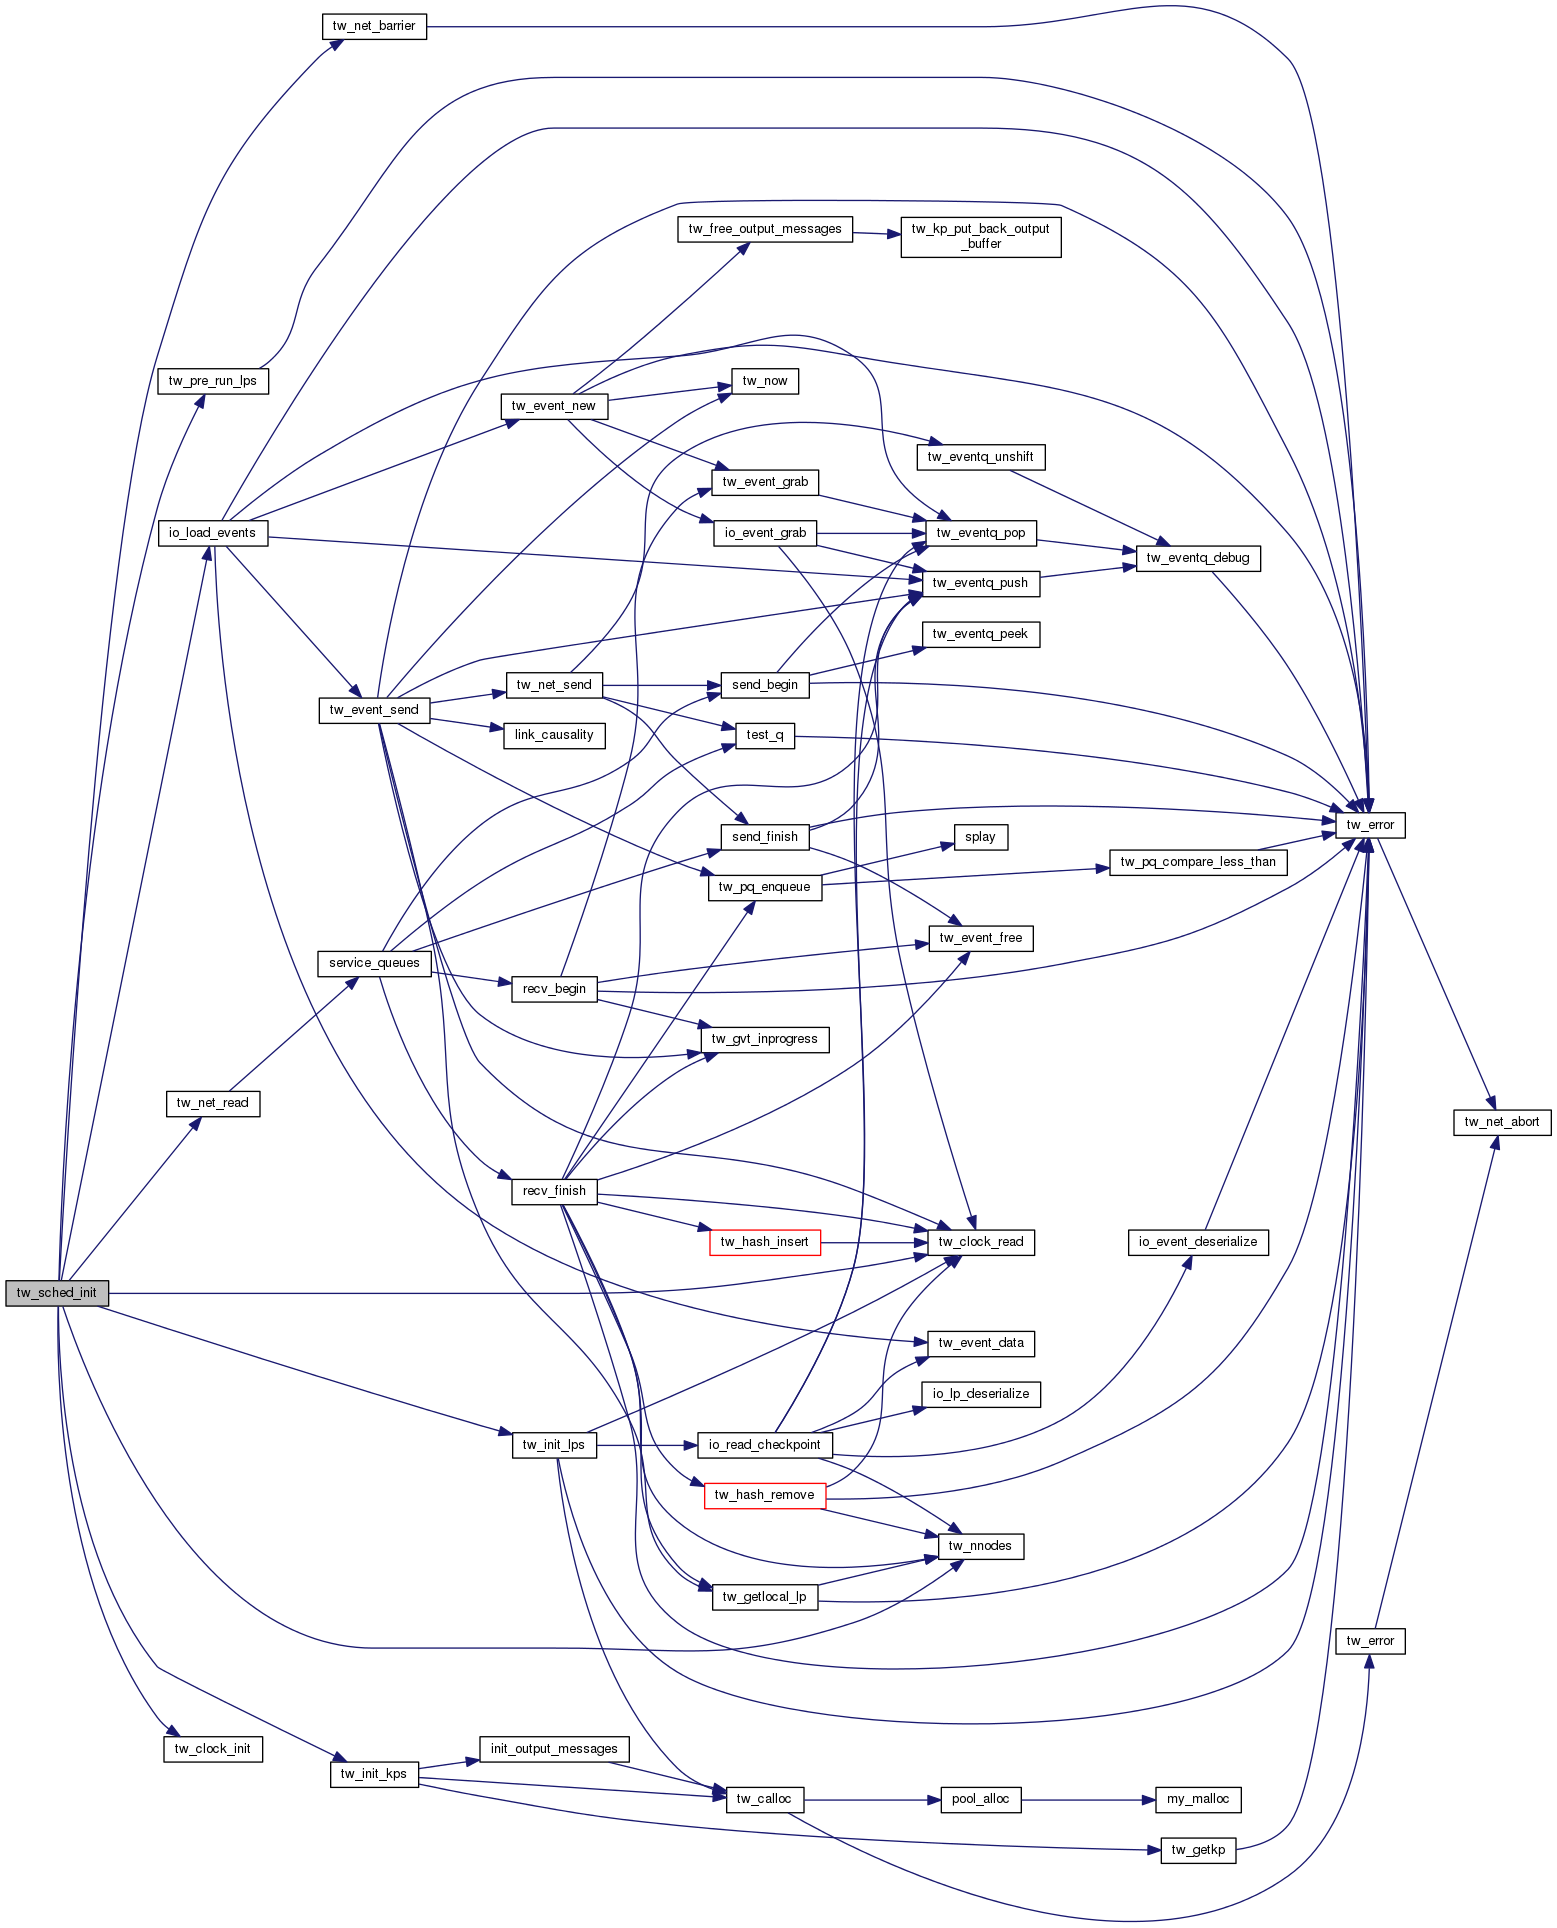 tw_net_barrier
tw_free_output_messages
tw_kp_put_back_output
_buffer
tw_pre_run_lps
tw_now
tw_event_new
tw_eventq_unshift
tw_event_grab
io_load_events
io_event_grab
tw_eventq_pop
tw_eventq_debug
tw_eventq_push
tw_eventq_peek
tw_net_send
send_begin
tw_event_send
link_causality
test_q
tw_error
send_finish
splay
tw_pq_compare_less_than
tw_pq_enqueue
tw_event_free
service_queues
recv_begin
tw_gvt_inprogress
tw_net_read
tw_net_abort
recv_finish
tw_hash_insert
tw_clock_read
io_event_deserialize
tw_sched_init
tw_event_data
io_lp_deserialize
tw_init_lps
io_read_checkpoint
tw_hash_remove
tw_nnodes
tw_getlocal_lp
tw_error
tw_clock_init
init_output_messages
tw_init_kps
tw_calloc
pool_alloc
my_malloc
tw_getkp